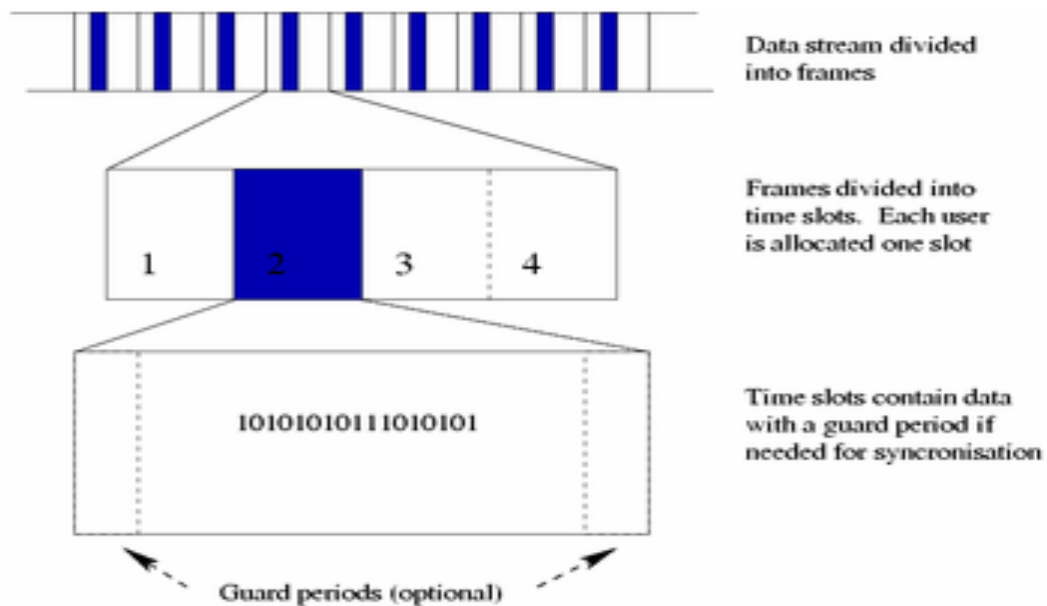 Data stream divided
into frames
Frames divided into
time slots. Each user
is allocated one slot
1
2
3
4
Time slots contain data
with a guard period if
needed for syncronisation
10101010111010101
Guard periods (optional)